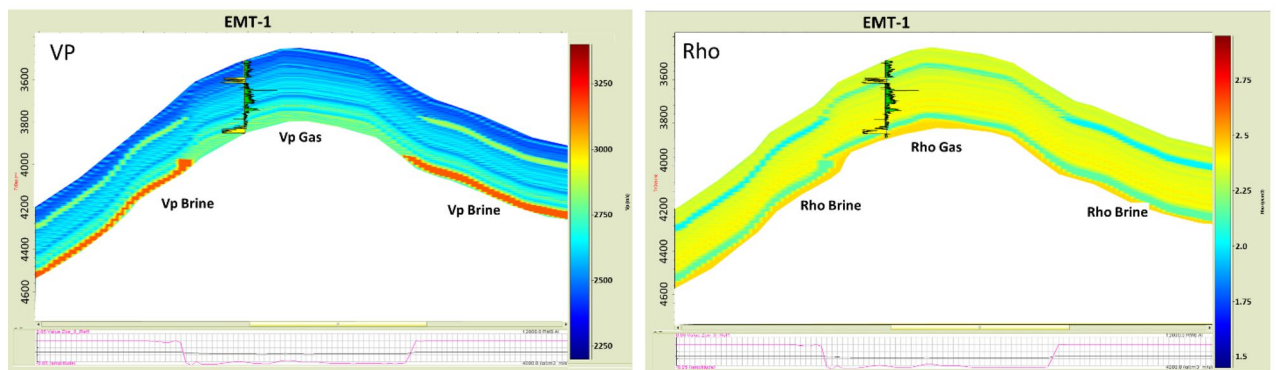 EMT-1
VP
3600
3800
4000
4200
4400
4600
Vp Gas
Vp Brine
Vp Brine
3250
3000
2750
2500
2250
EMT-1
Rho
3600
3800
4000
4200
4400
4600
Rho Gas
Rho Brine
Rho Brine
2.75
2.5
2.25
2.0
1.75
1.5